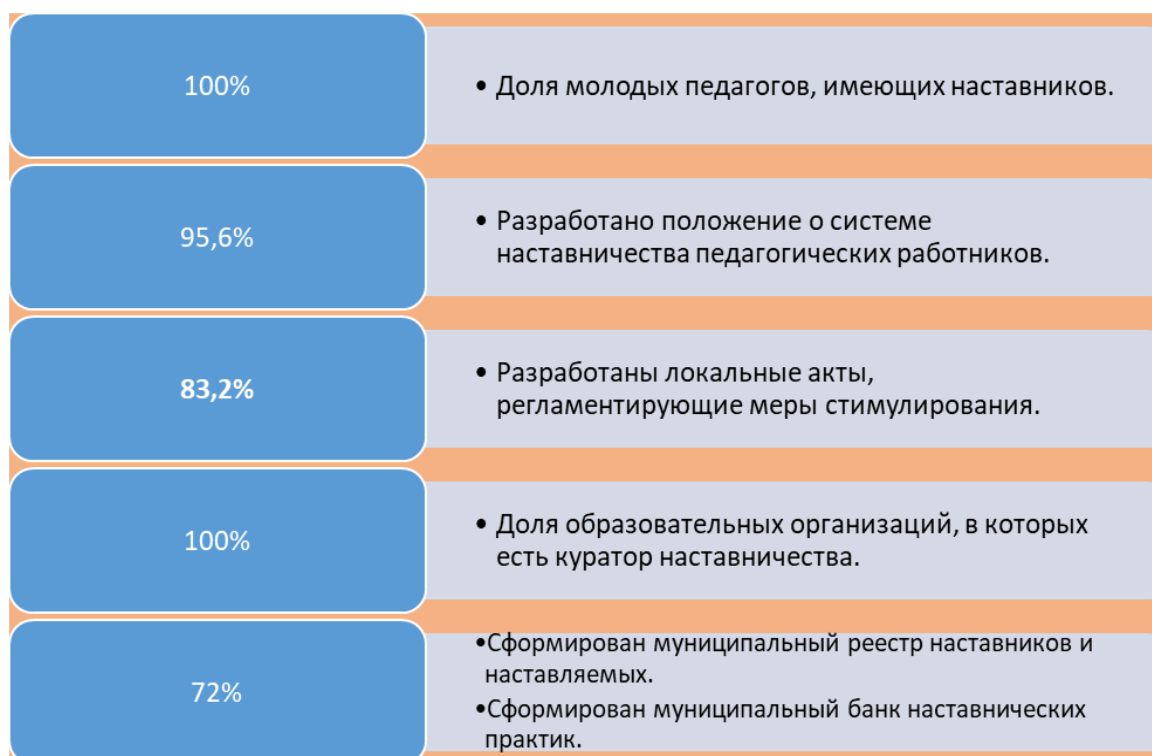 100%
• Доля молодых педагогов, имеющих наставников.
95,6%
• Разработано положение о системе
наставничества педагогических работников.
83,2%
• Разработаны локальные акты,
регламентирующие меры стимулирования.
100%
• Доля образовательных организаций, в которых
есть куратор наставничества.
72%
•Сформирован муниципальный реестр наставников и
наставляемых.
•Сформирован муниципальный банк наставнических
практик.